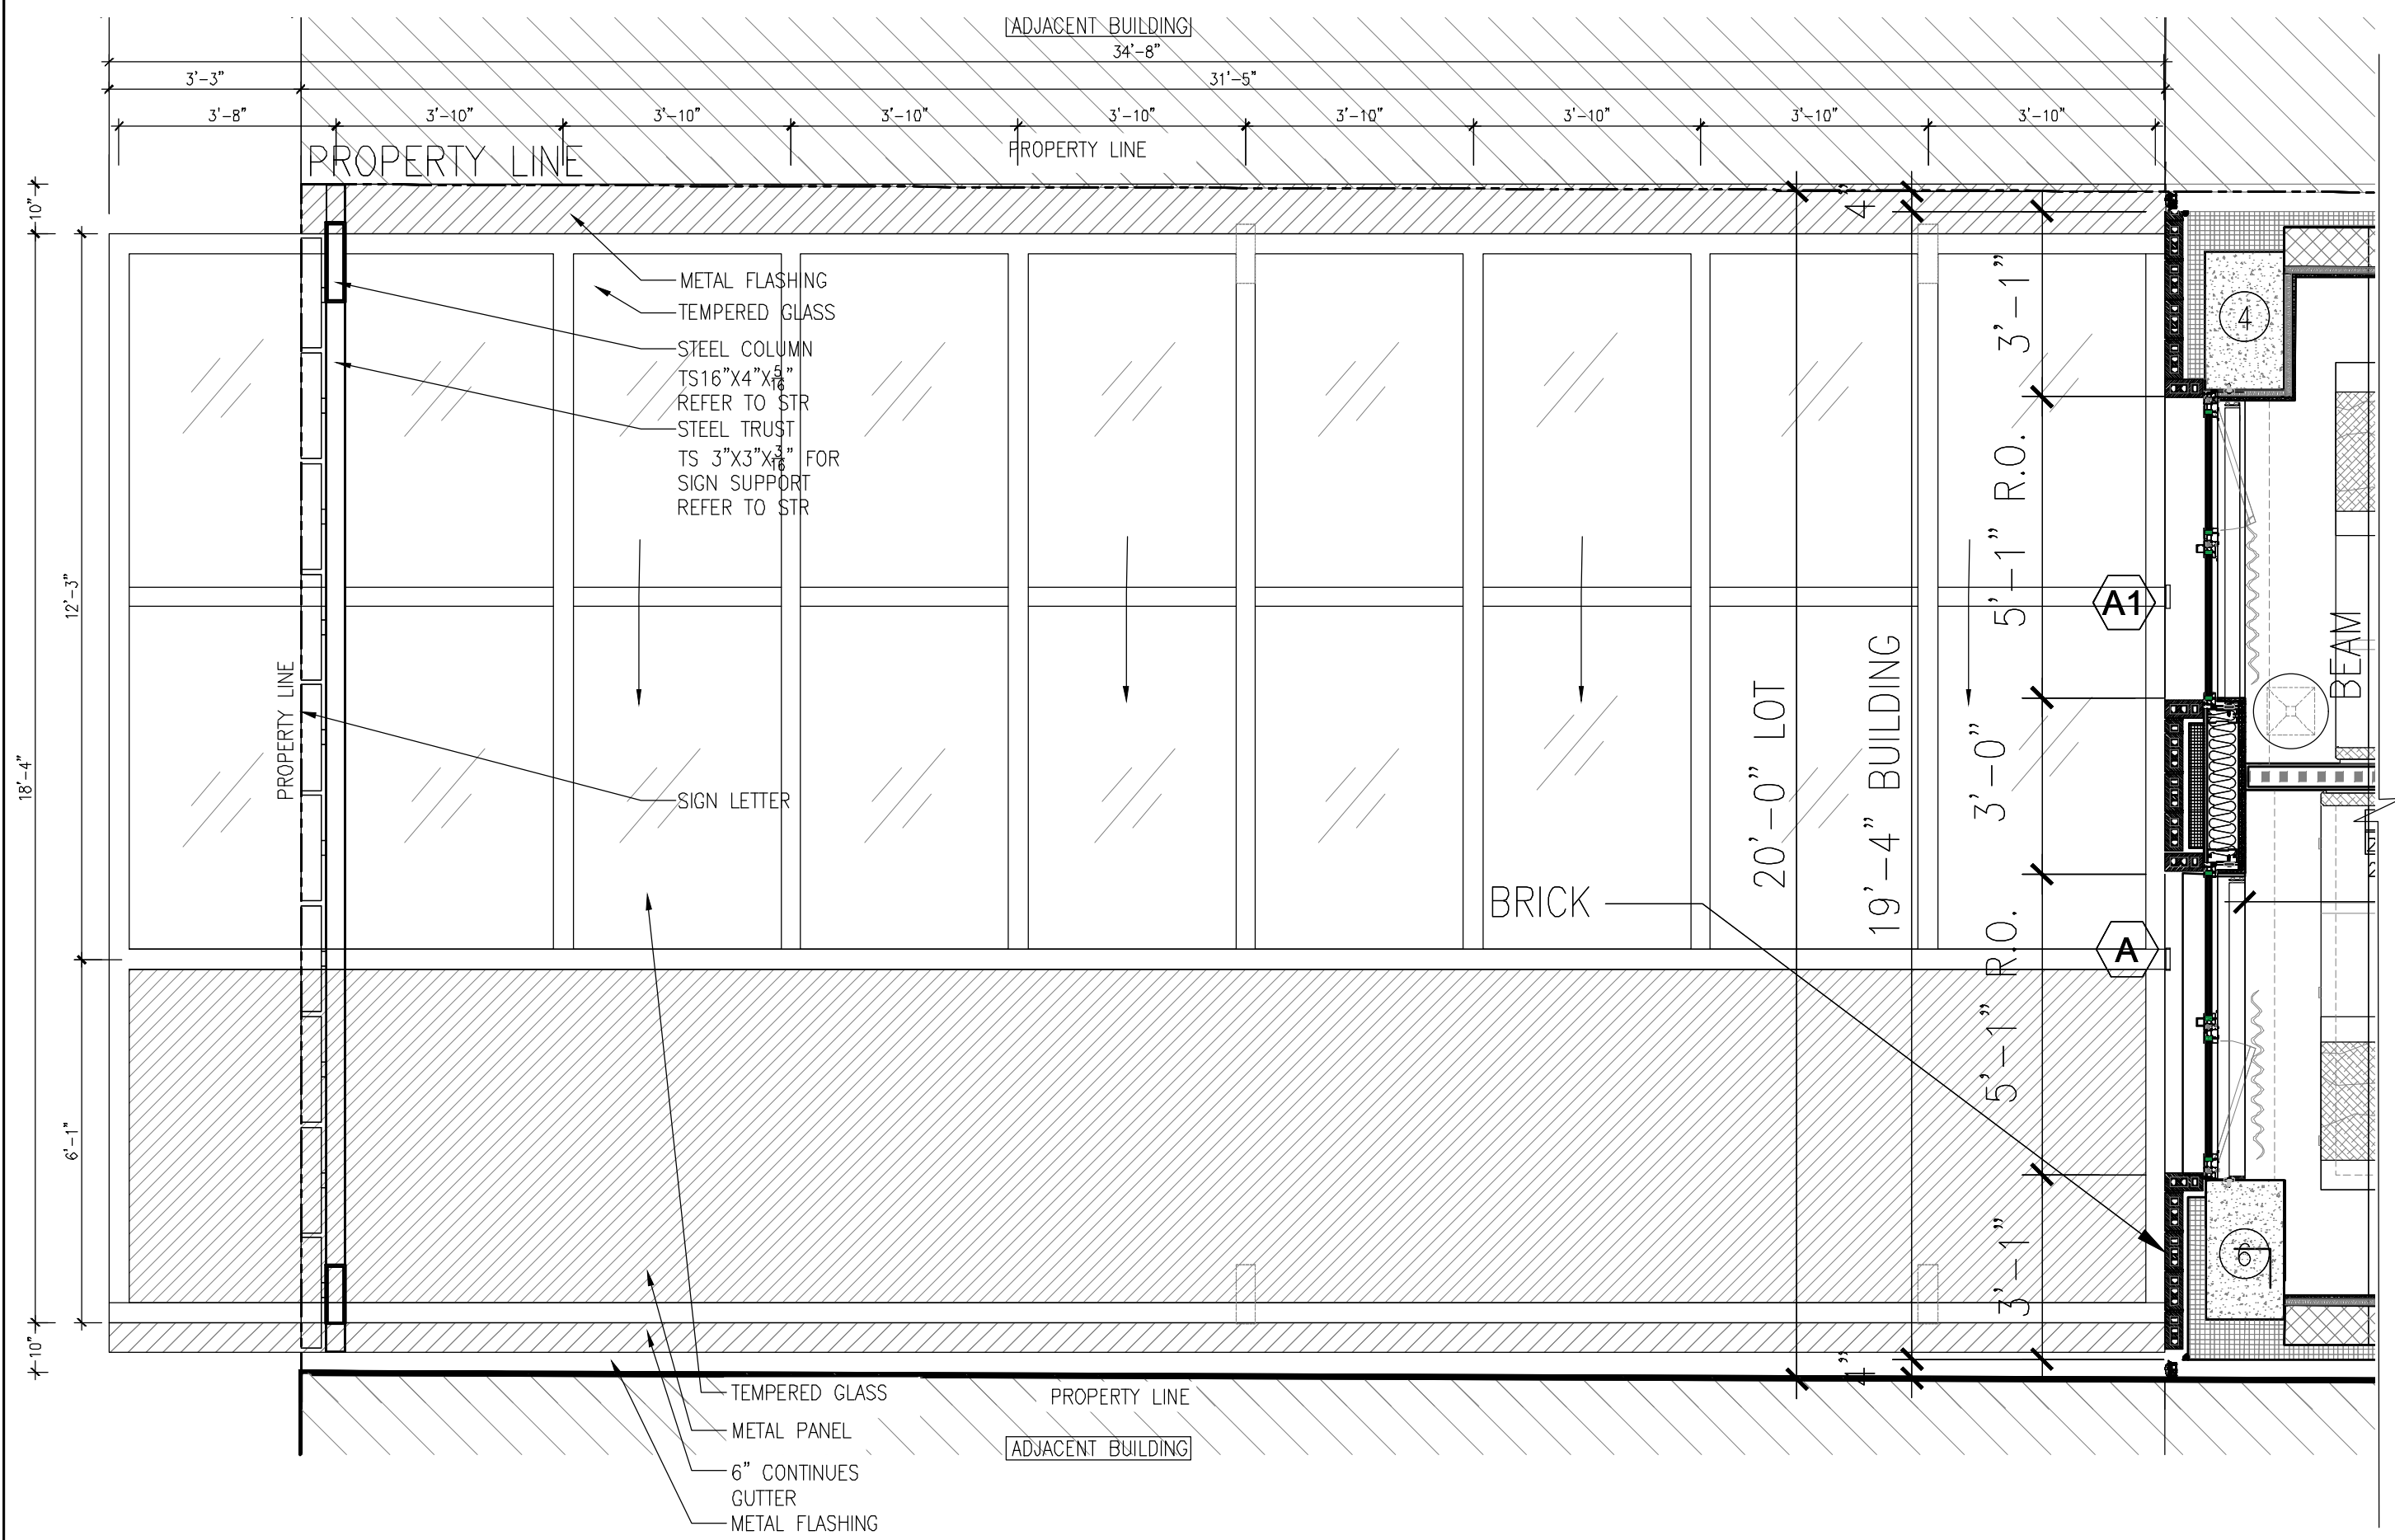 ADJACENT BUILDING
34'-8"
3'-3"
31'-5"
3'-8"
3'-10"
3'-10"
3'-10"
3'-10"
3'-10"
3'-10"
3'-10"
3'-10"
PROPERTY LINE
PROPERTY LINE
10"
4"
METAL FLASHING
TEMPERED GLASS
STEEL COLUMN
TS16"X4"X5/16"
REFER TO STR
STEEL TRUST
TS 3"X3"X3/16" FOR
SIGN SUPPORT
REFER TO STR
3'-1"
4
5'-1" R.O.
12'-3"
A1
BEAM
PROPERTY LINE
18'-4"
SIGN LETTER
20'-0" LOT
19'-4" BUILDING
3'-0"
BRICK
A
5'-1" R.O.
6'-1"
3'-1"
6
10"
4"
TEMPERED GLASS
PROPERTY LINE
METAL PANEL
ADJACENT BUILDING
6" CONTINUES
GUTTER
METAL FLASHING